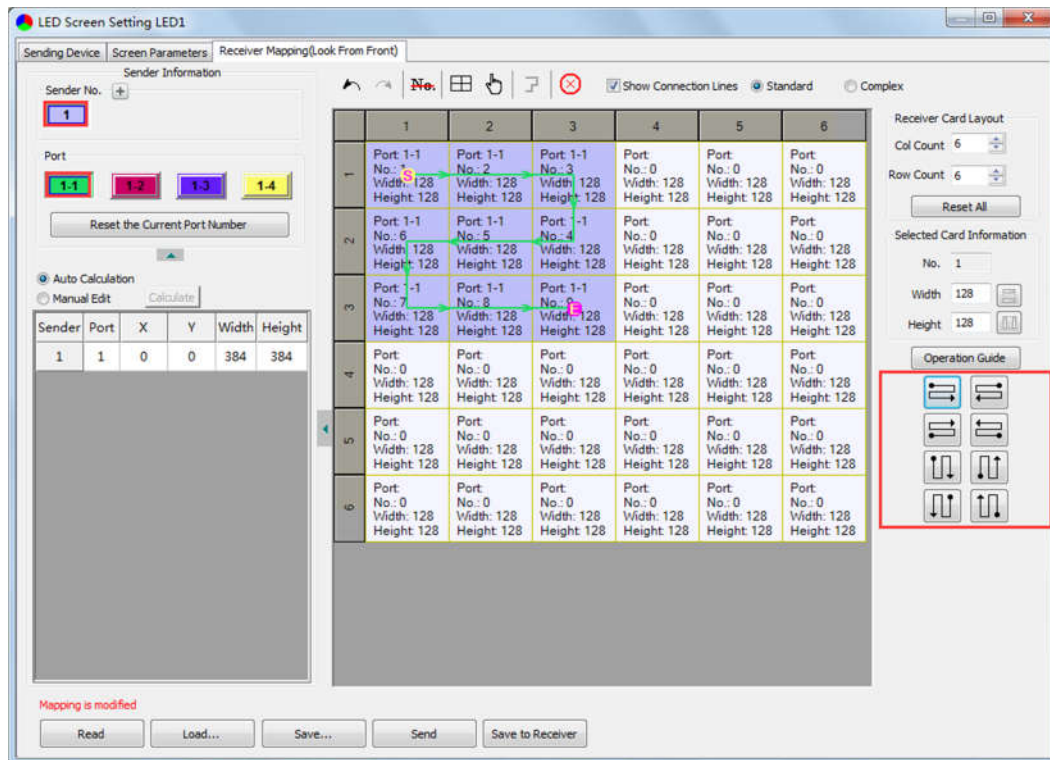 LED Screen Setting LED1
Sending Device Screen Parameters Receiver Mapping(Look From Front)
Sender Information
Sender No. +
1
Port
1-1 1-2 1-3 1-4
Reset the Current Port Number
Auto Calculation
Manual Edit Calculate
Sender Port X Y Width Height
1 1 0 0 384 384
No. Show Connection Lines Standard Complex
1 2 3 4 5 6
1
Port: 1-1 Port: 1-1 Port: 1-1 Port: Port: Port:
No.: S No.: 2 No.: 3 No.: 0 No.: 0 No.: 0
Width: 128 Width: 128 Width: 128 Width: 128 Width: 128 Width: 128
Height: 128 Height: 128 Height: 128 Height: 128 Height: 128 Height: 128
2
Port: 1-1 Port: 1-1 Port: 1-1 Port: Port: Port:
No.: 6 No.: 5 No.: 4 No.: 0 No.: 0 No.: 0
Width: 128 Width: 128 Width: 128 Width: 128 Width: 128 Width: 128
Height: 128 Height: 128 Height: 128 Height: 128 Height: 128 Height: 128
3
Port: 1-1 Port: 1-1 Port: 1-1 Port: Port: Port:
No.: 7 No.: 8 No.: 9 E No.: 0 No.: 0 No.: 0
Width: 128 Width: 128 Width: 128 Width: 128 Width: 128 Width: 128
Height: 128 Height: 128 Height: 128 Height: 128 Height: 128 Height: 128
4
Port: Port: Port: Port: Port: Port:
No.: 0 No.: 0 No.: 0 No.: 0 No.: 0 No.: 0
Width: 128 Width: 128 Width: 128 Width: 128 Width: 128 Width: 128
Height: 128 Height: 128 Height: 128 Height: 128 Height: 128 Height: 128
5
Port: Port: Port: Port: Port: Port:
No.: 0 No.: 0 No.: 0 No.: 0 No.: 0 No.: 0
Width: 128 Width: 128 Width: 128 Width: 128 Width: 128 Width: 128
Height: 128 Height: 128 Height: 128 Height: 128 Height: 128 Height: 128
6
Port: Port: Port: Port: Port: Port:
No.: 0 No.: 0 No.: 0 No.: 0 No.: 0 No.: 0
Width: 128 Width: 128 Width: 128 Width: 128 Width: 128 Width: 128
Height: 128 Height: 128 Height: 128 Height: 128 Height: 128 Height: 128
Receiver Card Layout
Col Count 6
Row Count 6
Reset All
Selected Card Information
No. 1
Width 128
Height 128
Operation Guide
Mapping is modified
Read Load... Save... Send Save to Receiver